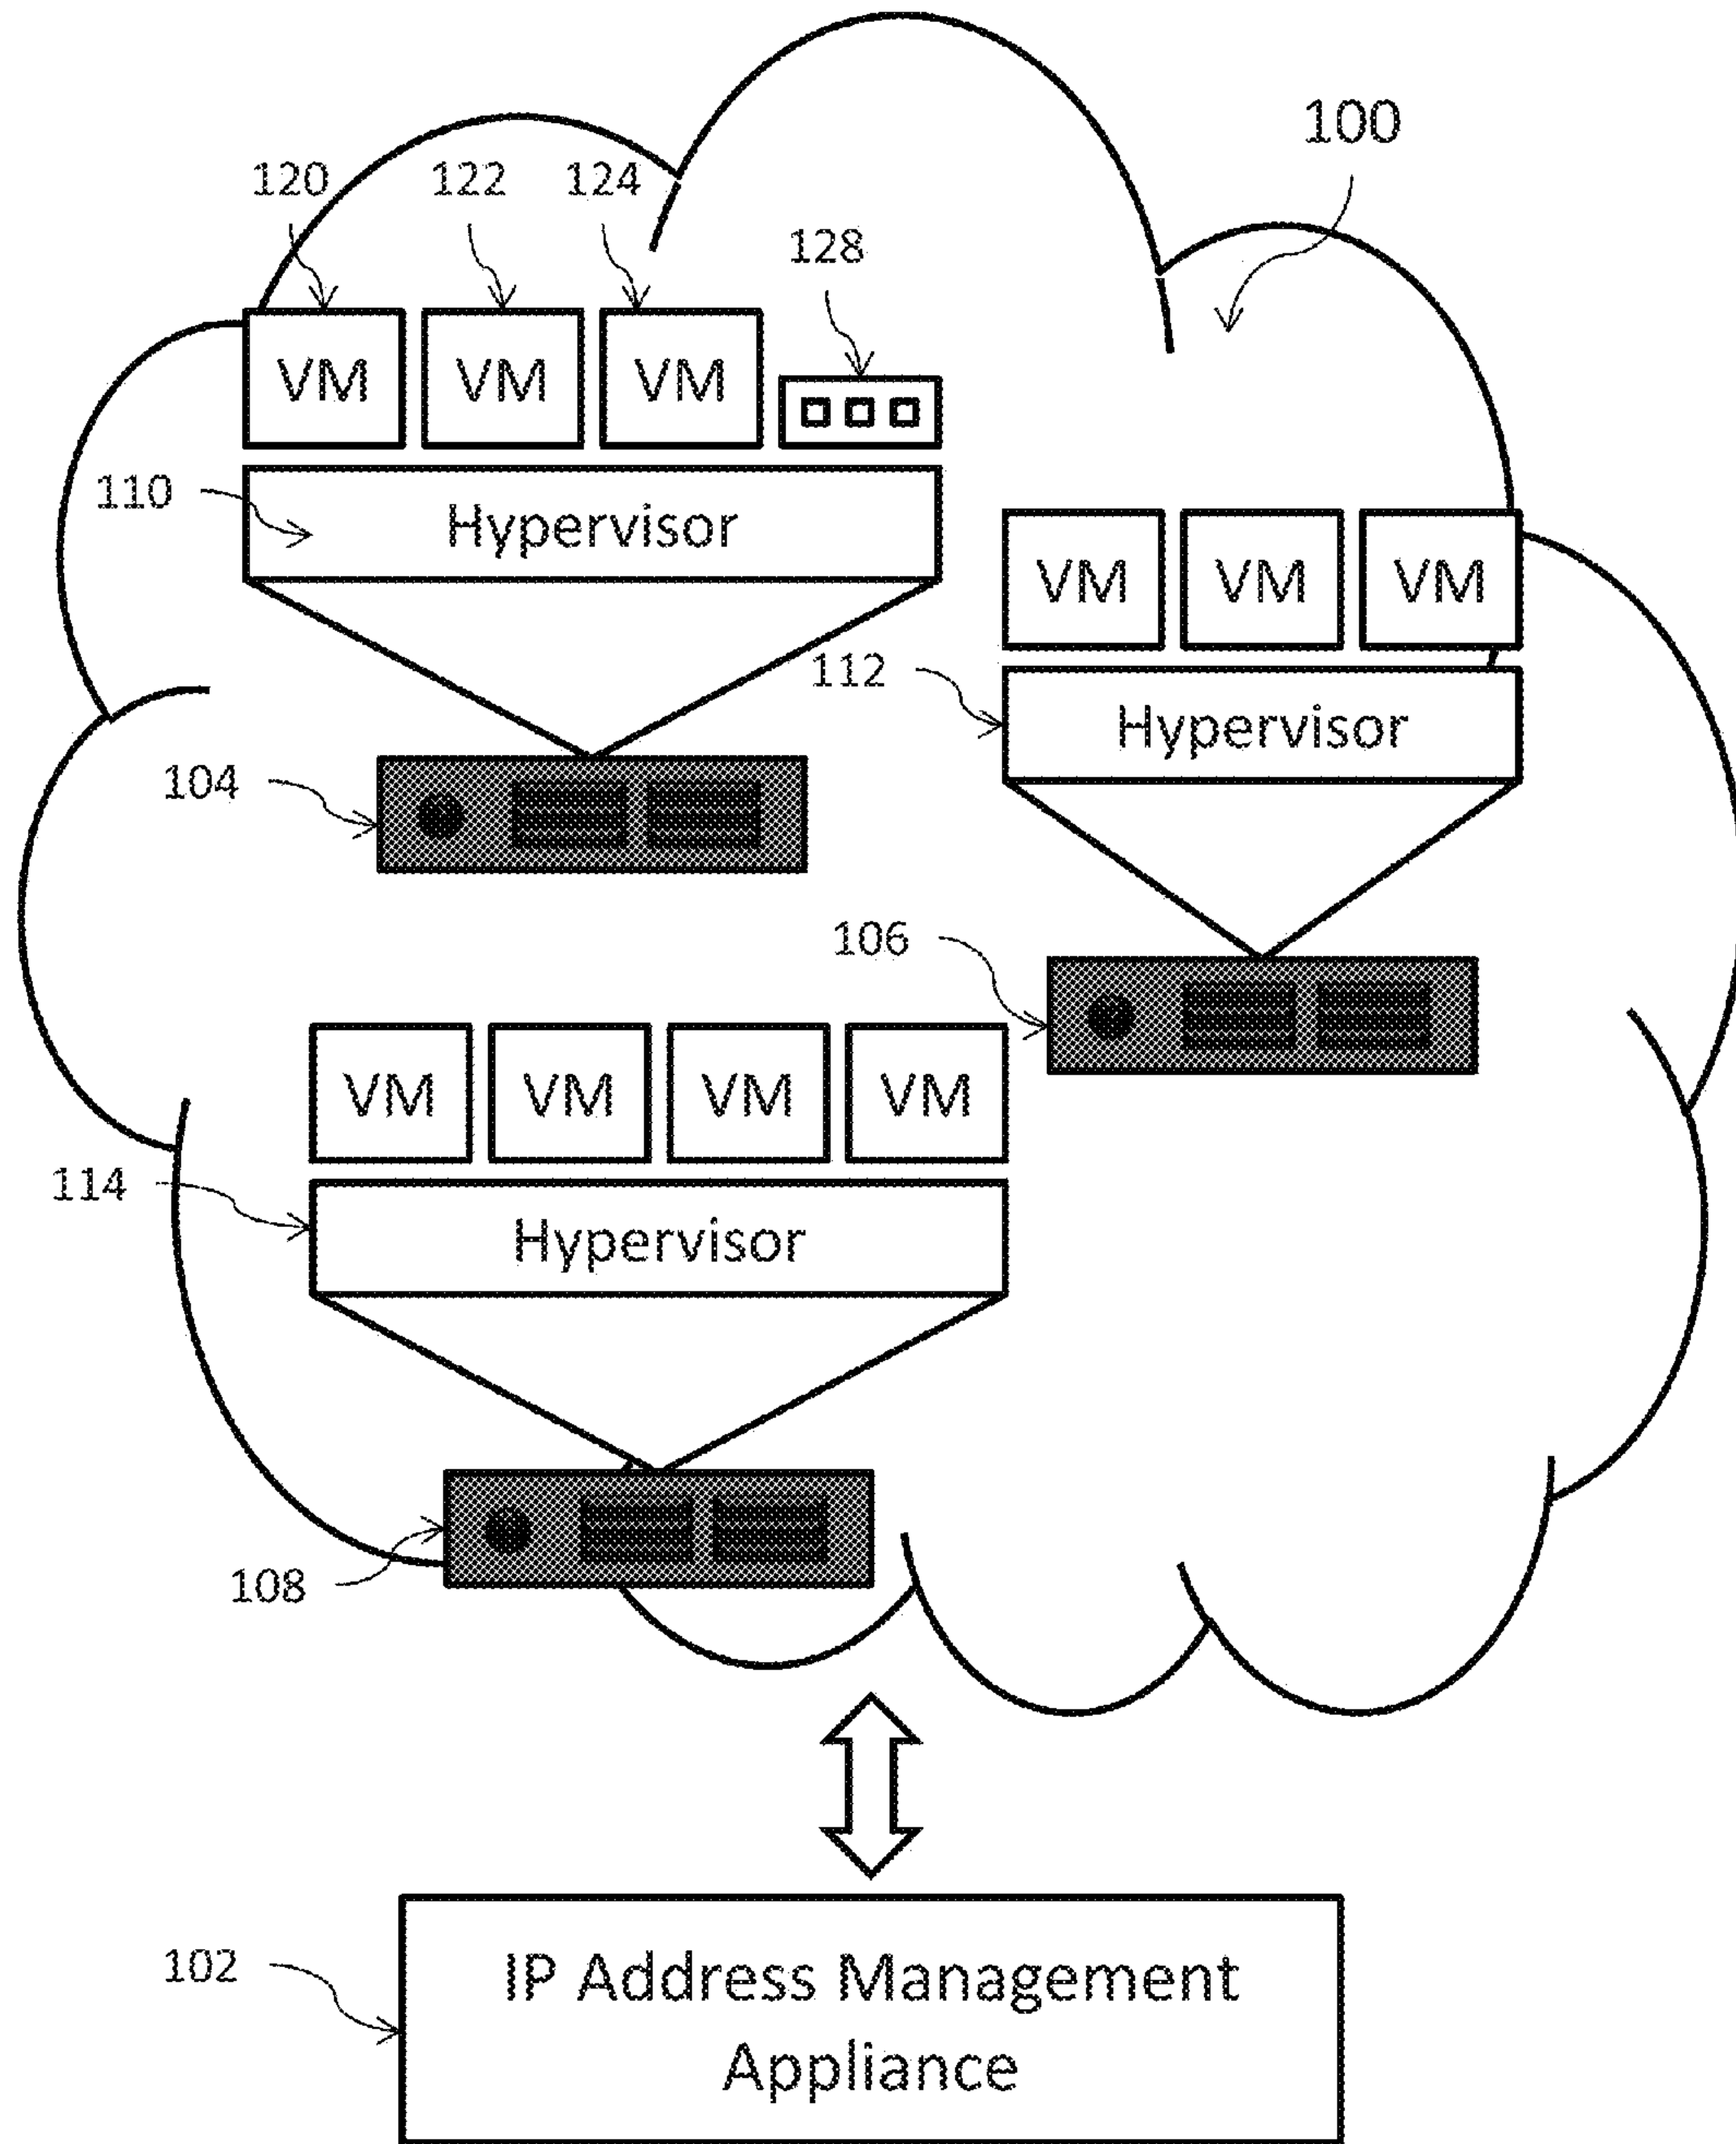 100
120 122 124
128
VM VM VM
110
Hypervisor
VM VM VM
112
Hypervisor
104
106
VM VM VM VM
114
Hypervisor
108
102
IP Address Management
Appliance